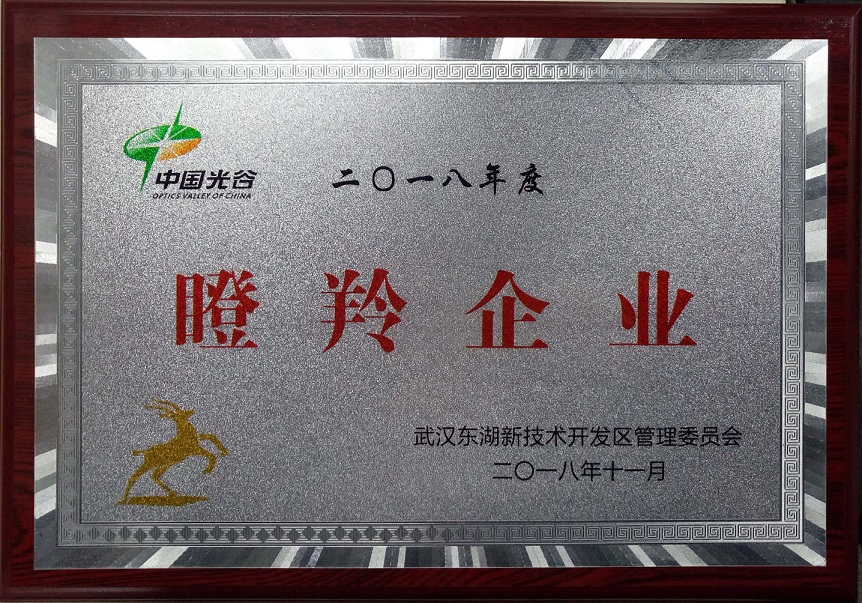 中国光谷
OPTICS VALLEY OF CHINA
二〇一八年度
瞪羚企业
武汉东湖新技术开发区管理委员会
二〇一八年十一月